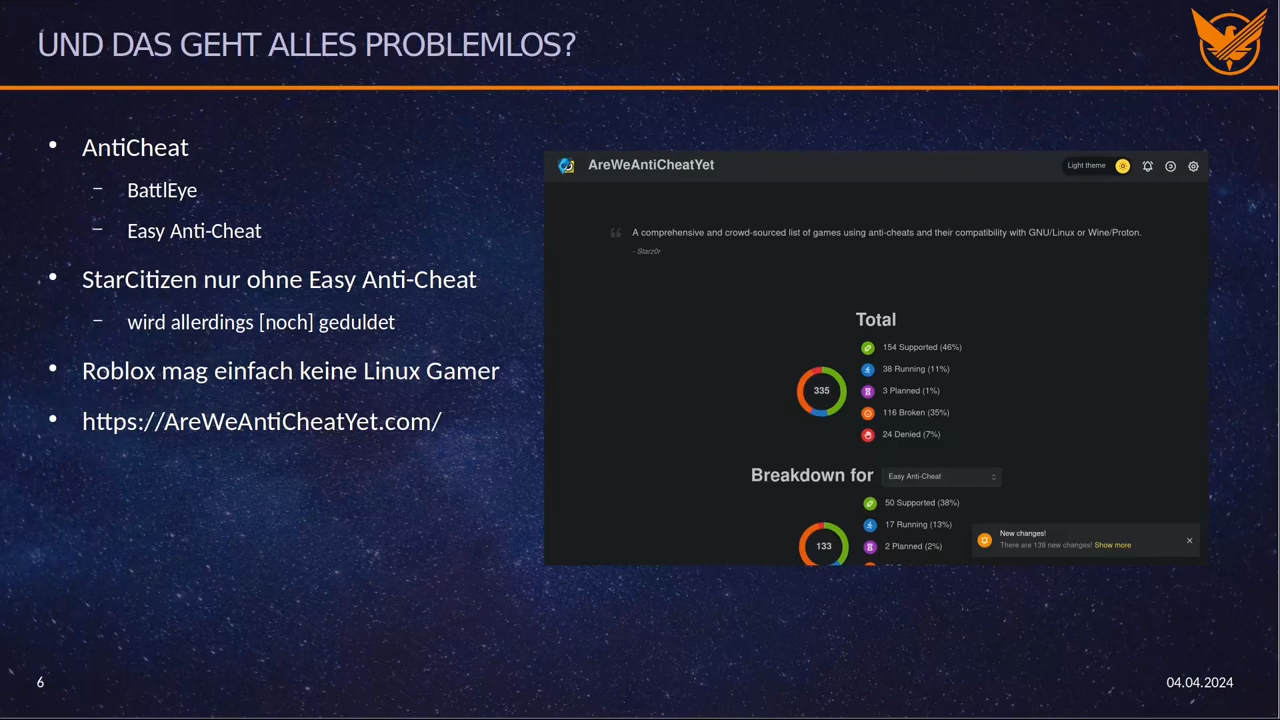 UND DAS GEHT ALLES PROBLEMLOS?
AntiCheat
BattlEye
Easy Anti-Cheat
StarCitizen nur ohne Easy Anti-Cheat
wird allerdings [noch] geduldet
Roblox mag einfach keine Linux Gamer
https://AreWeAntiCheatYet.com/
AreWeAntiCheatYet
Light theme
A comprehensive and crowd-sourced list of games using anti-cheats and their compatibility with GNU/Linux or Wine/Proton.
- Starz0r
Total
335
154 Supported (46%)
38 Running (11%)
3 Planned (1%)
116 Broken (35%)
24 Denied (7%)
Breakdown for
Easy Anti-Cheat
133
50 Supported (38%)
17 Running (13%)
2 Planned (2%)
New changes!
There are 139 new changes! Show more
6
04.04.2024